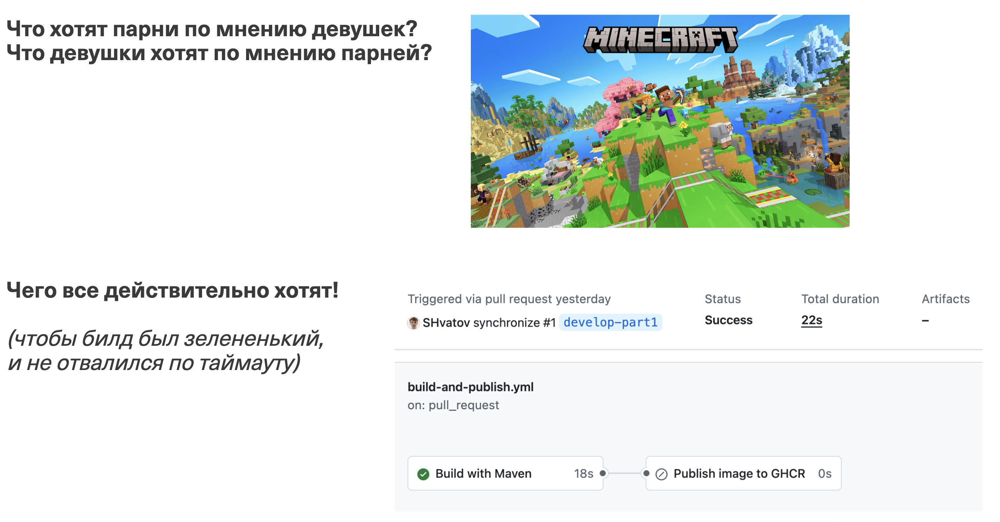 Что хотят парни по мнению девушек?
Что девушки хотят по мнению парней?
MINECRAFT
Чего все действительно хотят!
(чтобы билд был зелененький,
и не отвалился по таймауту)
Triggered via pull request yesterday
SHvatov synchronize #1 develop-part1
Status
Success
Total duration
22s
Artifacts
–
build-and-publish.yml
on: pull_request
Build with Maven 18s
Publish image to GHCR 0s